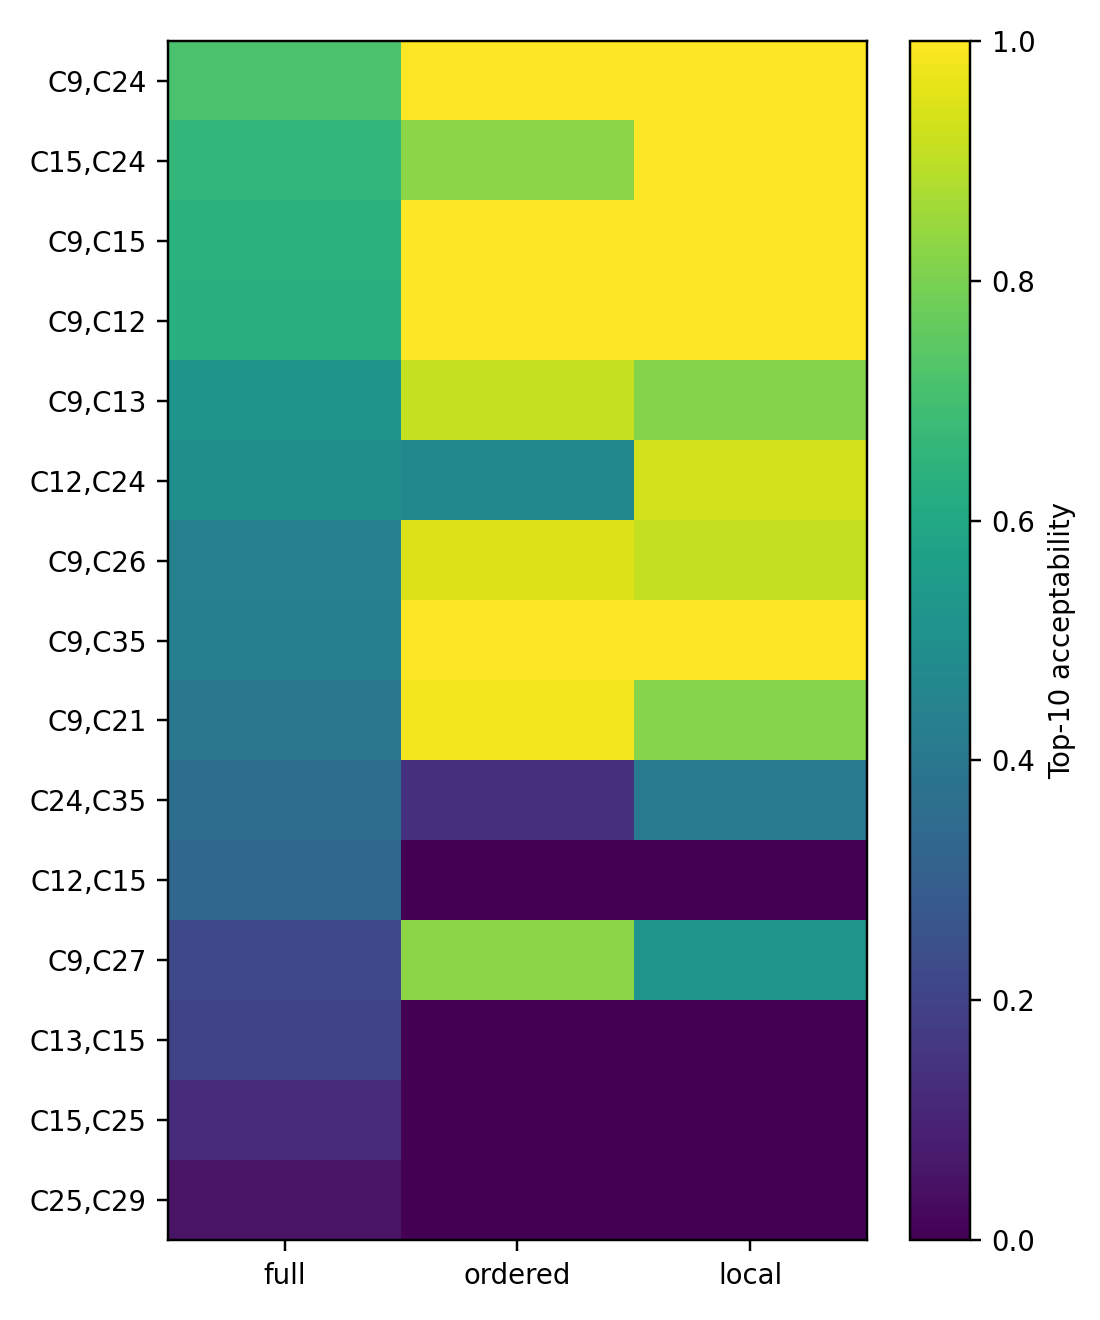 C9,C24
C15,C24
C9,C15
C9,C12
C9,C13
C12,C24
C9,C26
C9,C35
C9,C21
C24,C35
C12,C15
C9,C27
C13,C15
C15,C25
C25,C29
full ordered local
1.0
0.8
0.6
0.4
0.2
0.0
Top-10 acceptability